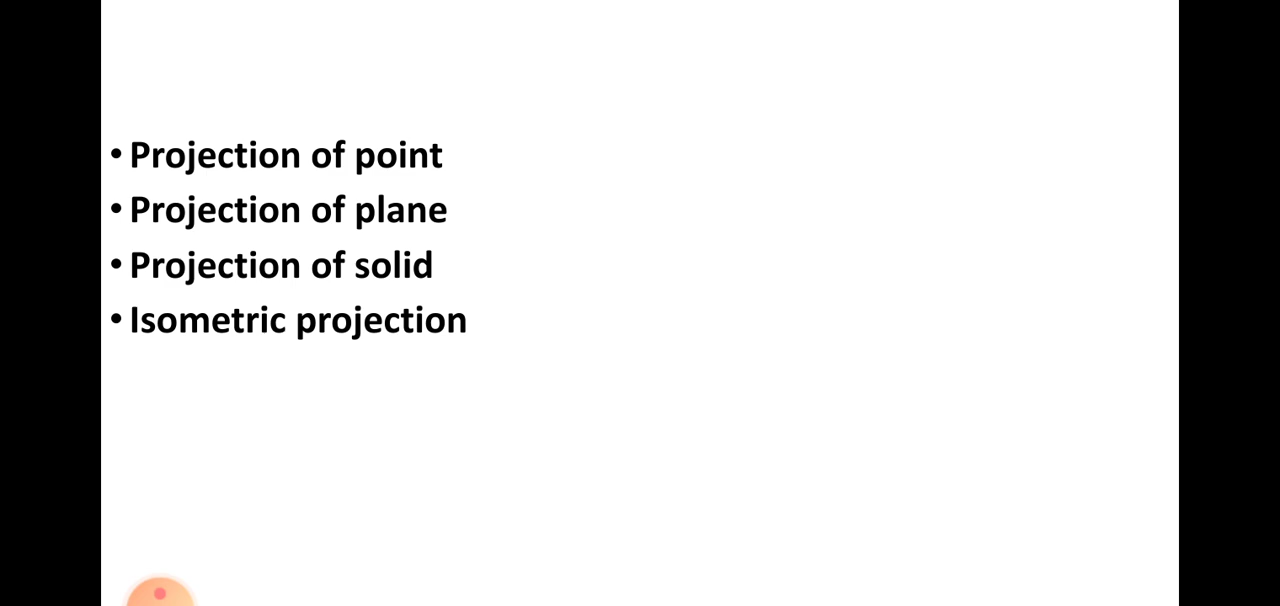 • Projection of point
• Projection of plane
• Projection of solid
• Isometric projection